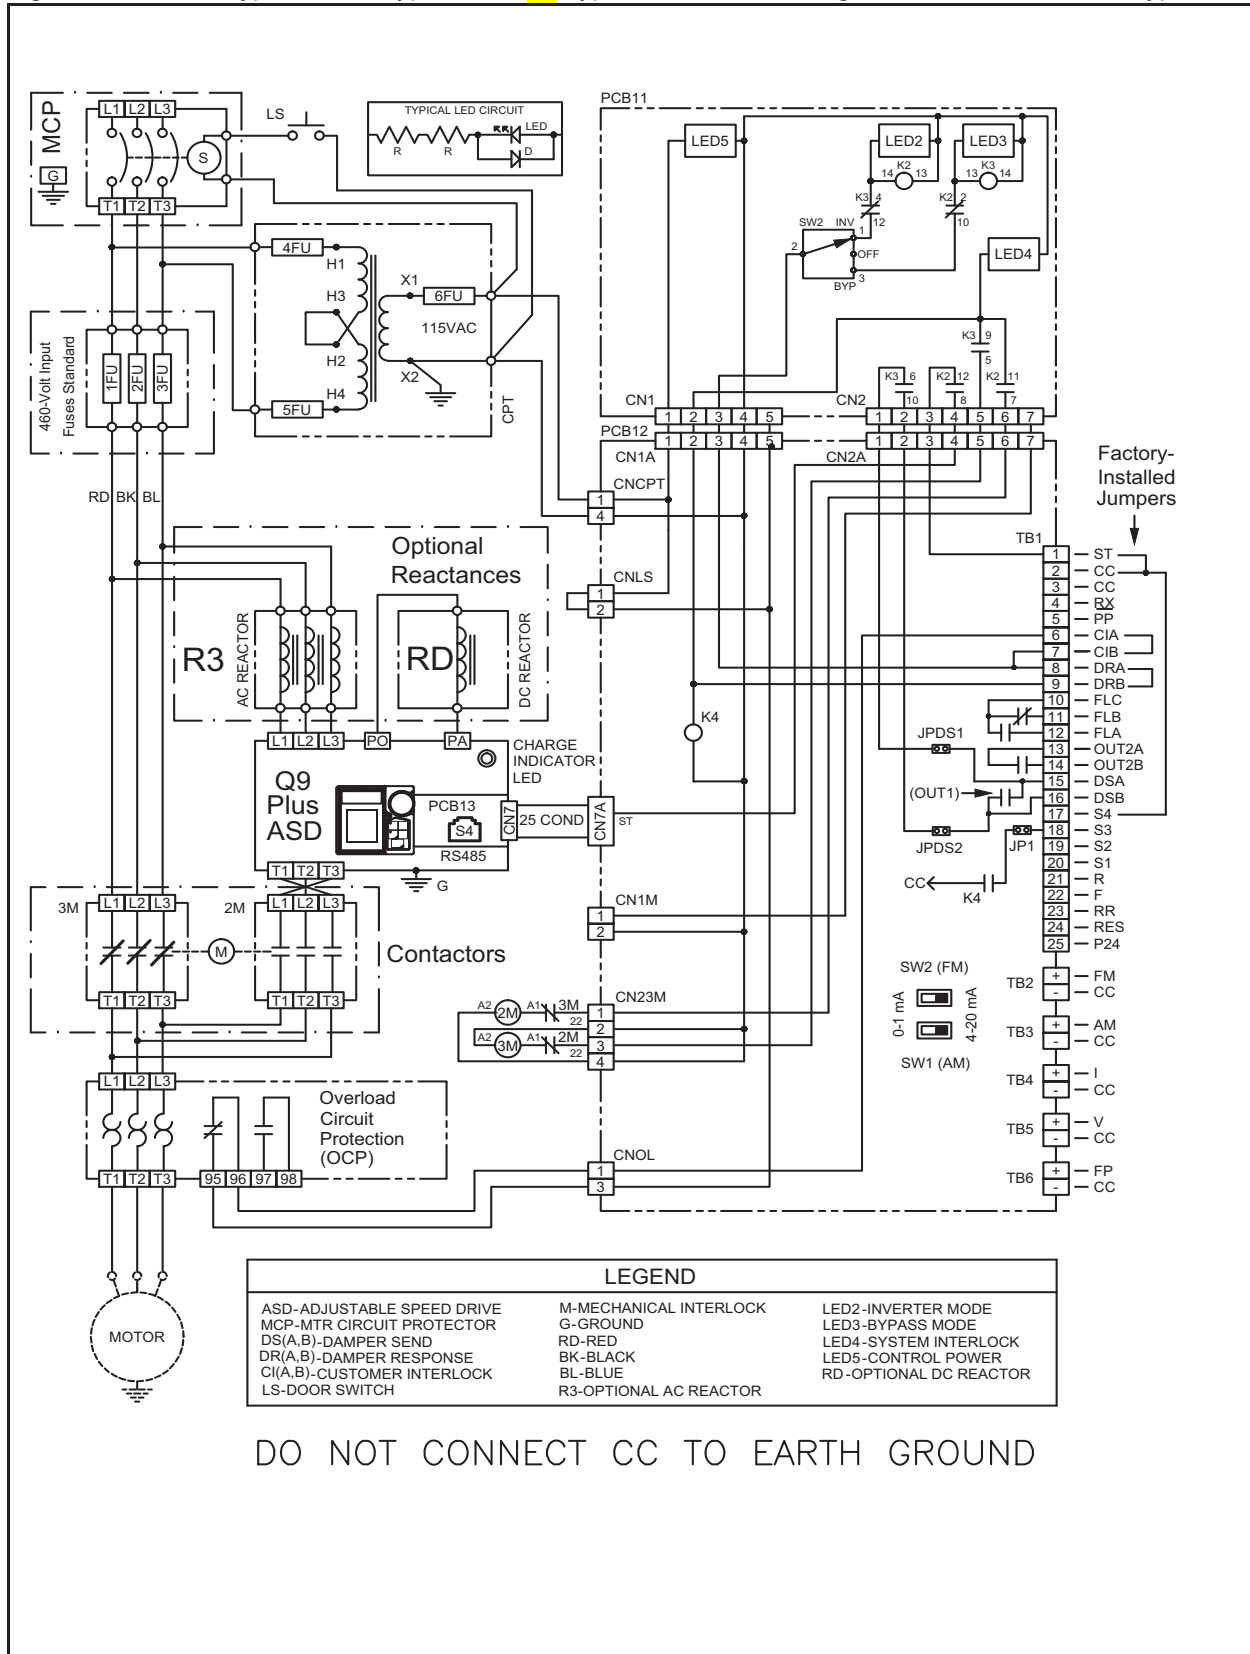 MCP
L1 L2 L3
S
G
T1 T2 T3
LS
TYPICAL LED CIRCUIT
LED
R R D
4FU
H1
H3
H2
H4
5FU
X1
6FU
115VAC
X2
CPT
460-Volt Input
Fuses Standard
1FU 2FU 3FU
RD BK BL
PCB11
LED5
LED2
LED3
K2
14 13
K3
13 14
K3 4
12
K2 2
10
SW2 INV
1
2
OFF
BYP 3
LED4
K3 9
5
K3 6
10
K2 12
8
K2 11
7
CN1
1 2 3 4 5
CN2
1 2 3 4 5 6 7
PCB12
1 2 3 4 5
1 2 3 4 5 6 7
CN1A
CN2A
CNCPT
1
4
Factory-
Installed
Jumpers
Optional
Reactances
R3
AC REACTOR
RD
DC REACTOR
CNLS
1
2
L1 L2 L3
PO
PA
CHARGE
INDICATOR
LED
Q9
Plus
ASD
PCB13
S4
RS485
CN7
25 COND
CN7A
ST
T1 T2 T3
G
K4
JPDS1
(OUT1)
JPDS2
JP1
CC
K4
TB1
1 ST
2 CC
3 CC
4 RX
5 PP
6 CIA
7 CIB
8 DRA
9 DRB
10 FLC
11 FLB
12 FLA
13 OUT2A
14 OUT2B
15 DSA
16 DSB
17 S4
18 S3
19 S2
20 S1
21 R
22 F
23 RR
24 RES
25 P24
3M
L1 L2 L3
2M
L1 L2 L3
M
Contactors
T1 T2 T3
T1 T2 T3
CN1M
1
2
CN23M
A2 2M A1 3M
22
A2 3M A1 2M
22
1
2
3
4
SW2 (FM)
0-1 mA
4-20 mA
SW1 (AM)
TB2 + FM
- CC
TB3 + AM
- CC
TB4 + I
- CC
TB5 + V
- CC
TB6 + FP
- CC
L1 L2 L3
Overload
Circuit
Protection
(OCP)
T1 T2 T3
95 96 97 98
CNOL
1
3
MOTOR
LEGEND
ASD-ADJUSTABLE SPEED DRIVE
MCP-MTR CIRCUIT PROTECTOR
DS(A,B)-DAMPER SEND
DR(A,B)-DAMPER RESPONSE
CI(A,B)-CUSTOMER INTERLOCK
LS-DOOR SWITCH
M-MECHANICAL INTERLOCK
G-GROUND
RD-RED
BK-BLACK
BL-BLUE
R3-OPTIONAL AC REACTOR
LED2-INVERTER MODE
LED3-BYPASS MODE
LED4-SYSTEM INTERLOCK
LED5-CONTROL POWER
RD-OPTIONAL DC REACTOR
DO NOT CONNECT CC TO EARTH GROUND